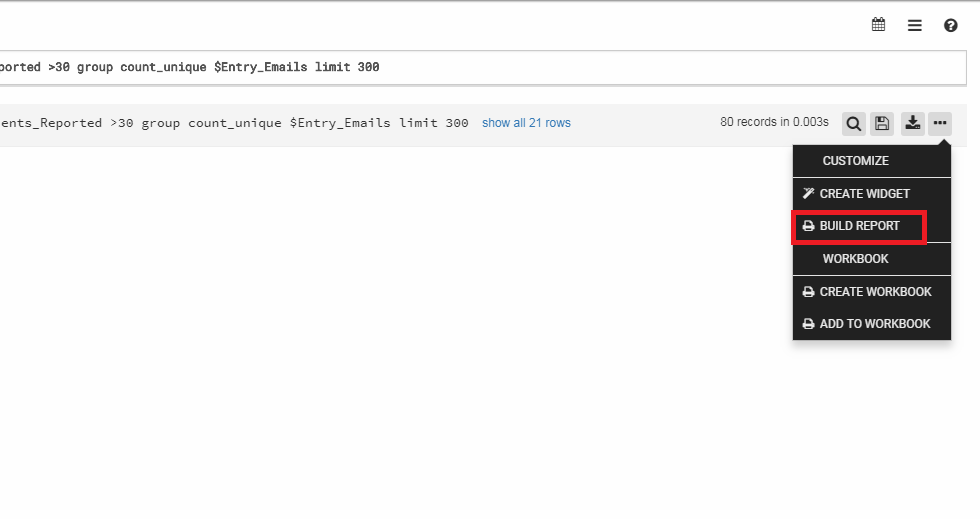 ported >30 group count_unique $Entry_Emails limit 300
ents_Reported >30 group count_unique $Entry_Emails limit 300 show all 21 rows 80 records in 0.003s
CUSTOMIZE
CREATE WIDGET
BUILD REPORT
WORKBOOK
CREATE WORKBOOK
ADD TO WORKBOOK